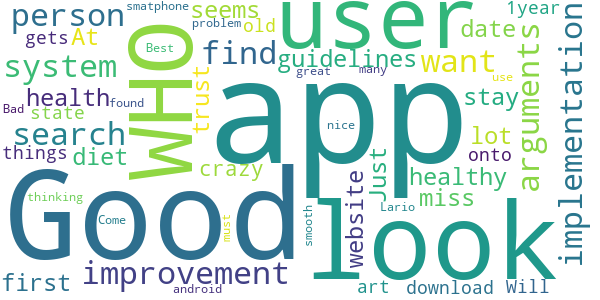 smatphone
seems
user
1year
person
problem
old
date
gets
At
Best
find
guidelines
system
WHO
want
implementation
arguments
trust
app
health
great
many
use
stay
Bad
found
state
search
nice
lot
things
diet
crazy
Just
onto
healthy
Good
website
miss
thinking
Come
must
smooth
Lario
look
first
improvement
android
art
download
Will